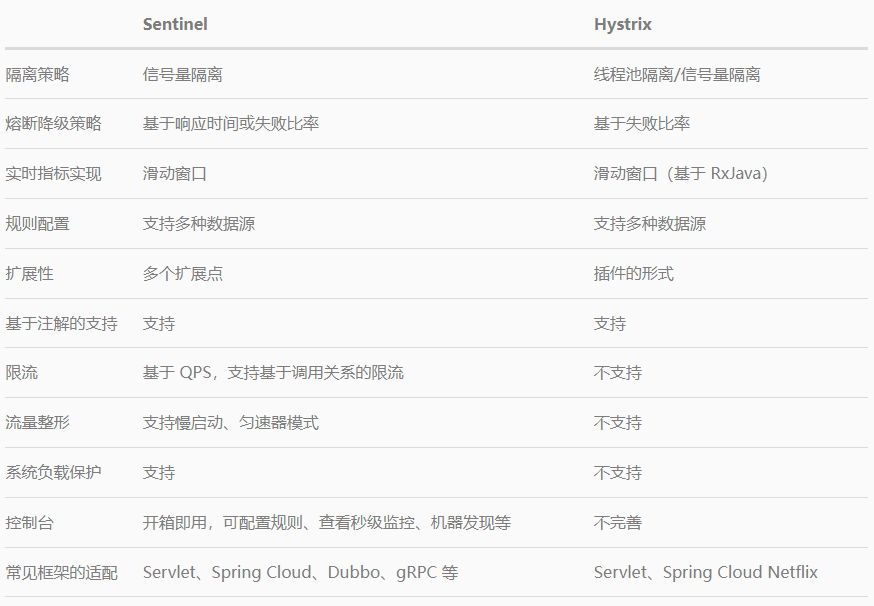 Sentinel Hystrix
隔离策略 信号量隔离 线程池隔离/信号量隔离
熔断降级策略 基于响应时间或失败比率 基于失败比率
实时指标实现 滑动窗口 滑动窗口（基于 RxJava）
规则配置 支持多种数据源 支持多种数据源
扩展性 多个扩展点 插件的形式
基于注解的支持 支持 支持
限流 基于 QPS，支持基于调用关系的限流 不支持
流量整形 支持慢启动、匀速器模式 不支持
系统负载保护 支持 不支持
控制台 开箱即用，可配置规则、查看秒级监控、机器发现等 不完善
常见框架的适配 Servlet、Spring Cloud、Dubbo、gRPC 等 Servlet、Spring Cloud Netflix